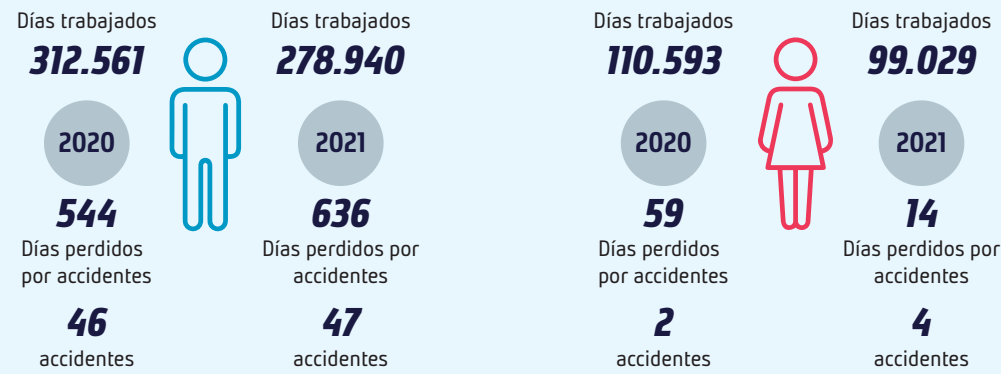 Días trabajados
312.561
2020
544
Días perdidos
por accidentes
46
accidentes
Días trabajados
278.940
2021
636
Días perdidos por
accidentes
47
accidentes
Días trabajados
110.593
2020
59
Días perdidos
por accidentes
2
accidentes
Días trabajados
99.029
2021
14
Días perdidos por
accidentes
4
accidentes